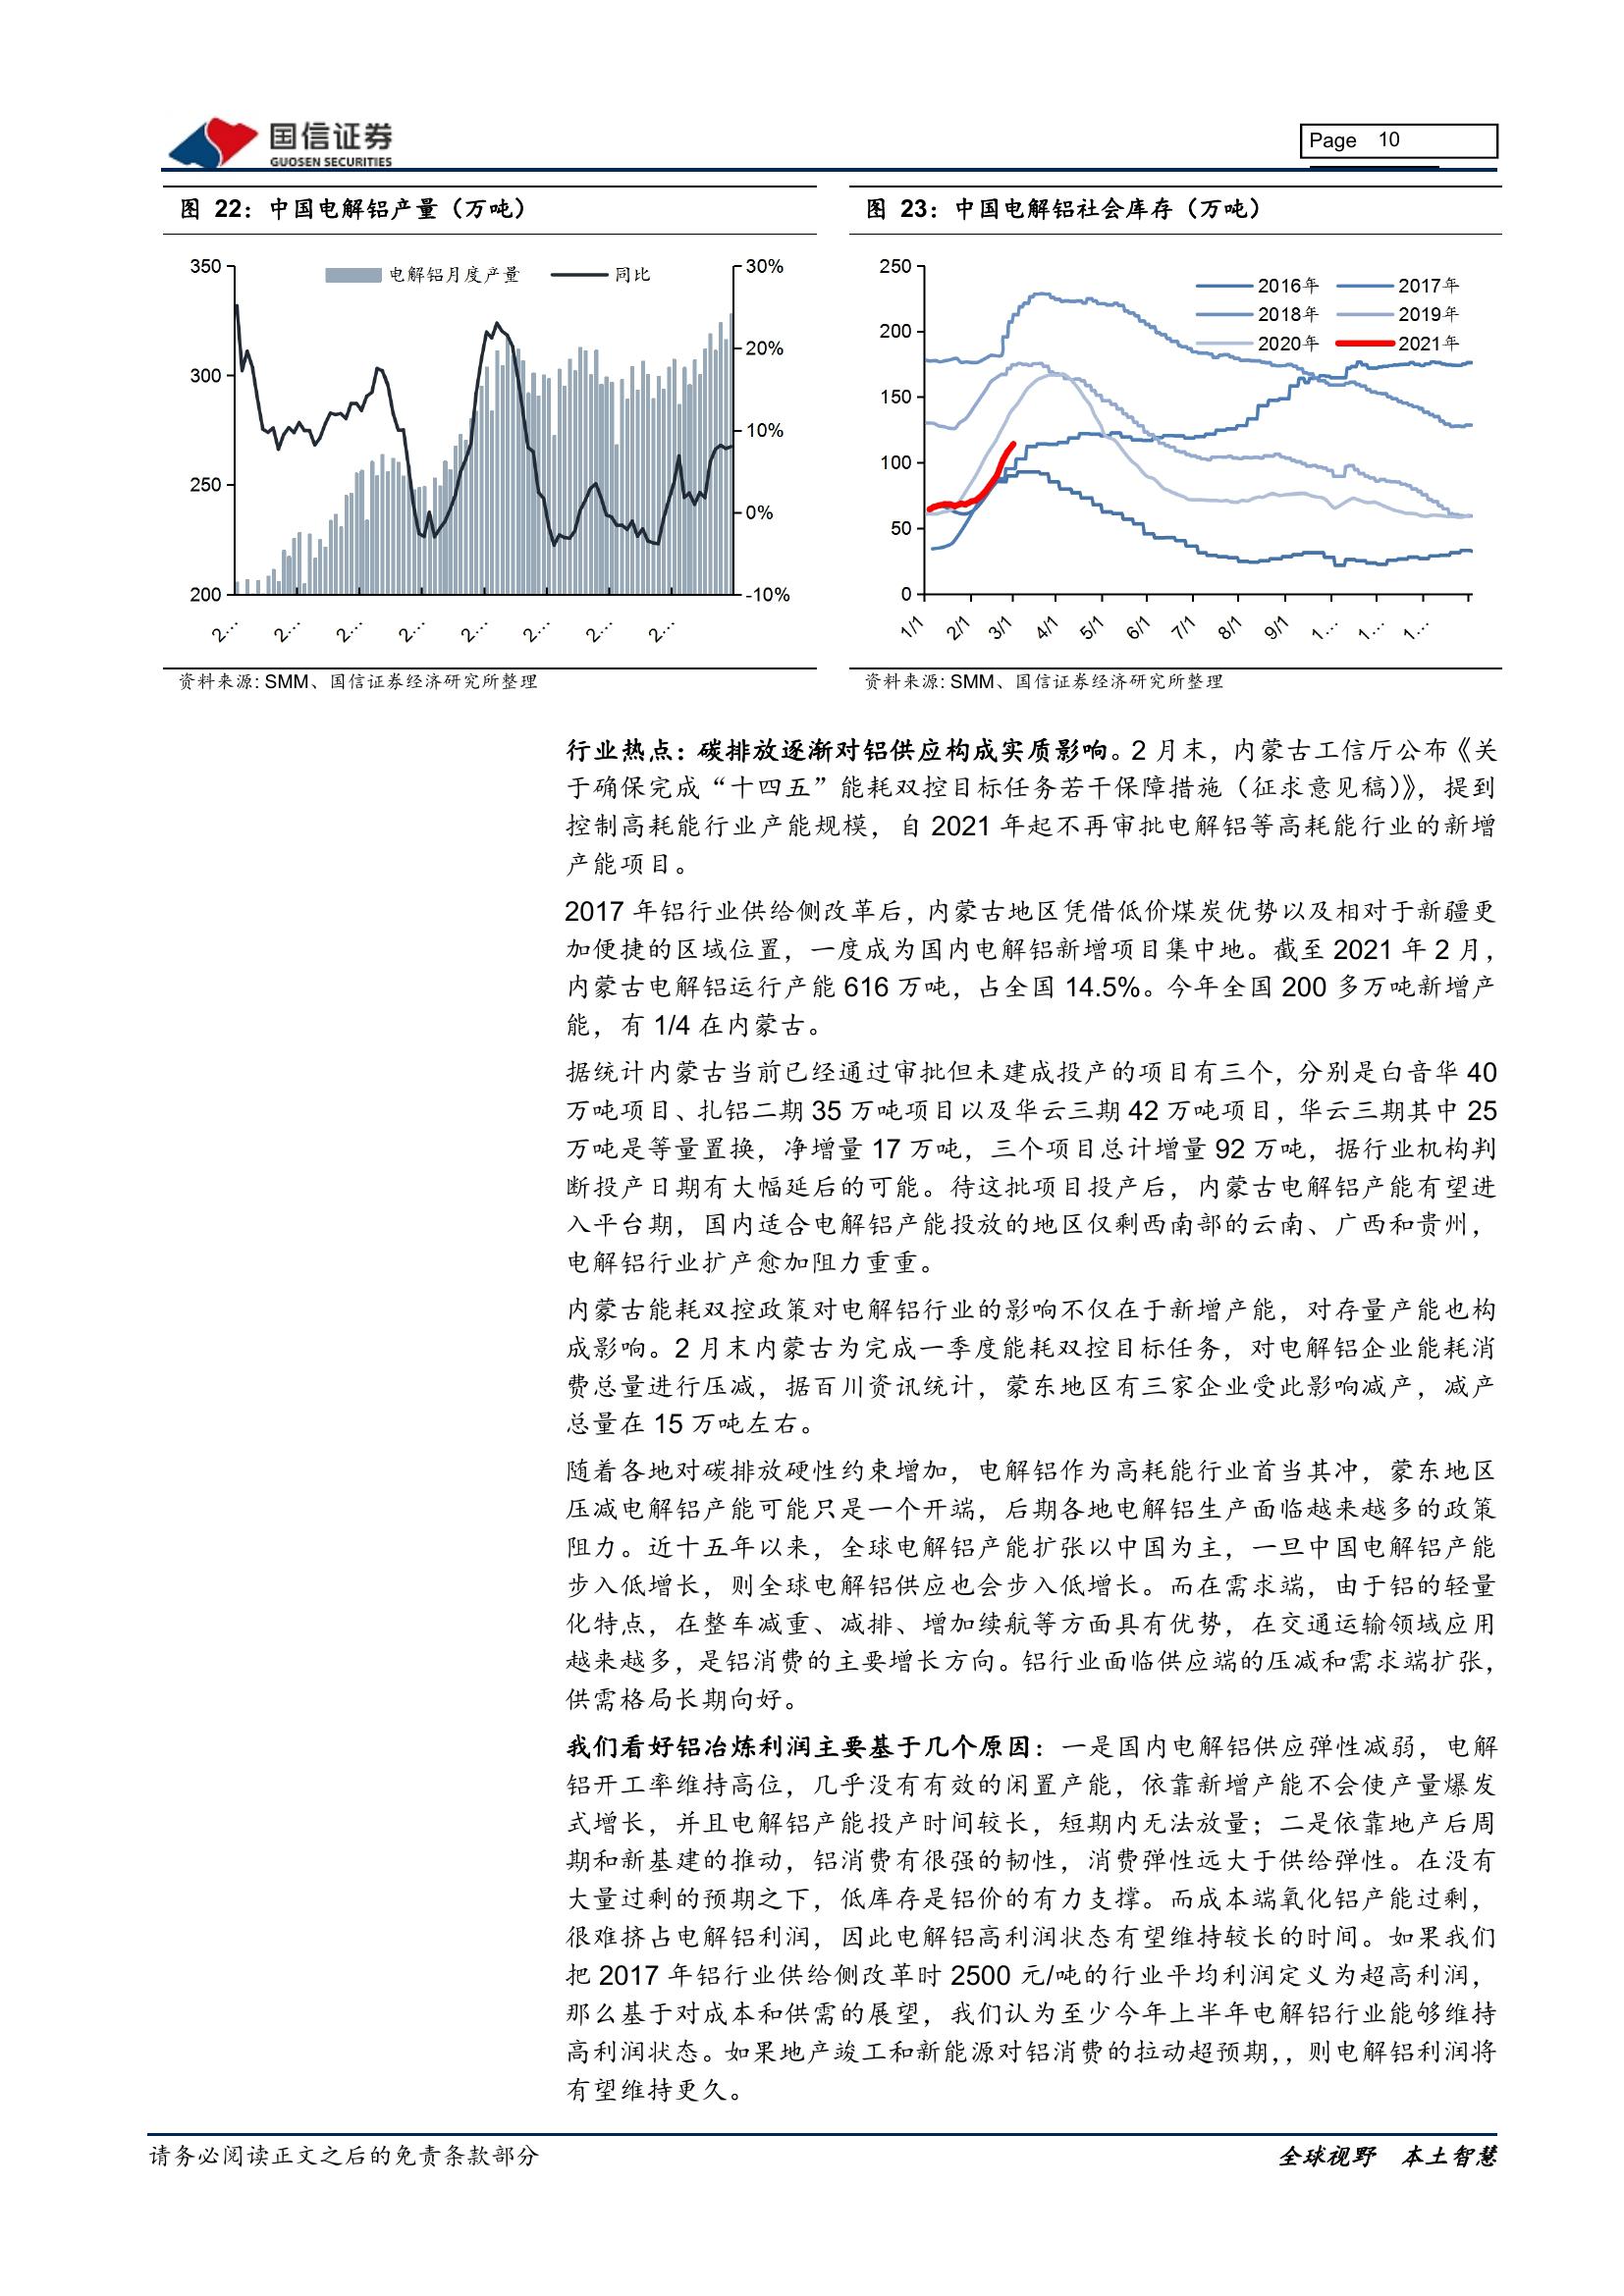 国信证券
GUOSEN SECURITIES
Page 10
图 22：中国电解铝产量（万吨）
350
300
250
200
电解铝月度产量
同比
30%
20%
10%
0%
-10%
2…
2…
2…
2…
2…
2…
2…
2…
资料来源: SMM、国信证券经济研究所整理
图 23：中国电解铝社会库存（万吨）
250
200
150
100
50
0
2016年 2017年
2018年 2019年
2020年 2021年
1/1
2/1
3/1
4/1
5/1
6/1
7/1
8/1
9/1
1…
1…
1…
资料来源: SMM、国信证券经济研究所整理
行业热点：碳排放逐渐对铝供应构成实质影响。2 月末，内蒙古工信厅公布《关
于确保完成“十四五”能耗双控目标任务若干保障措施（征求意见稿）》，提到
控制高耗能行业产能规模，自 2021 年起不再审批电解铝等高耗能行业的新增
产能项目。
2017 年铝行业供给侧改革后，内蒙古地区凭借低价煤炭优势以及相对于新疆更
加便捷的区域位置，一度成为国内电解铝新增项目集中地。截至 2021 年 2 月，
内蒙古电解铝运行产能 616 万吨，占全国 14.5%。今年全国 200 多万吨新增产
能，有 1/4 在内蒙古。
据统计内蒙古当前已经通过审批但未建成投产的项目有三个，分别是白音华 40
万吨项目、扎铝二期 35 万吨项目以及华云三期 42 万吨项目，华云三期其中 25
万吨是等量置换，净增量 17 万吨，三个项目总计增量 92 万吨，据行业机构判
断投产日期有大幅延后的可能。待这批项目投产后，内蒙古电解铝产能有望进
入平台期，国内适合电解铝产能投放的地区仅剩西南部的云南、广西和贵州，
电解铝行业扩产愈加阻力重重。
内蒙古能耗双控政策对电解铝行业的影响不仅在于新增产能，对存量产能也构
成影响。2 月末内蒙古为完成一季度能耗双控目标任务，对电解铝企业能耗消
费总量进行压减，据百川资讯统计，蒙东地区有三家企业受此影响减产，减产
总量在 15 万吨左右。
随着各地对碳排放硬性约束增加，电解铝作为高耗能行业首当其冲，蒙东地区
压减电解铝产能可能只是一个开端，后期各地电解铝生产面临越来越多的政策
阻力。近十五年以来，全球电解铝产能扩张以中国为主，一旦中国电解铝产能
步入低增长，则全球电解铝供应也会步入低增长。而在需求端，由于铝的轻量
化特点，在整车减重、减排、增加续航等方面具有优势，在交通运输领域应用
越来越多，是铝消费的主要增长方向。铝行业面临供应端的压减和需求端扩张，
供需格局长期向好。
我们看好铝冶炼利润主要基于几个原因：一是国内电解铝供应弹性减弱，电解
铝开工率维持高位，几乎没有有效的闲置产能，依靠新增产能不会使产量爆发
式增长，并且电解铝产能投产时间较长，短期内无法放量；二是依靠地产后周
期和新基建的推动，铝消费有很强的韧性，消费弹性远大于供给弹性。在没有
大量过剩的预期之下，低库存是铝价的有力支撑。而成本端氧化铝产能过剩，
很难挤占电解铝利润，因此电解铝高利润状态有望维持较长的时间。如果我们
把 2017 年铝行业供给侧改革时 2500 元/吨的行业平均利润定义为超高利润，
那么基于对成本和供需的展望，我们认为至少今年上半年电解铝行业能够维持
高利润状态。如果地产竣工和新能源对铝消费的拉动超预期，，则电解铝利润将
有望维持更久。
请务必阅读正文之后的免责条款部分
全球视野 本土智慧